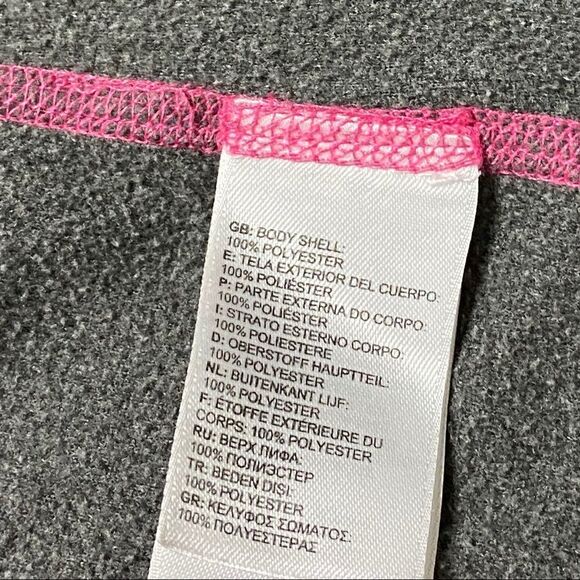 GB: BODY SHELL:
100% POLYESTER
E: TELA EXTERIOR DEL CUERPO:
100% POLIÉSTER
P: PARTE EXTERNA DO CORPO:
100% POLIÉSTER
I: STRATO ESTERNO CORPO:
100% POLIESTERE
D: OBERSTOFF HAUPTTEIL:
100% POLYESTER
NL: BUITENKANT LIJF:
100% POLYESTER
F: ÉTOFFE EXTÉRIEURE DU
CORPS: 100% POLYESTER
RU: ВЕРХ ЛИФА:
100% ПОЛИЭСТЕР
TR: BEDEN DISI:
100% POLYESTER
GR: ΚΕΛΥΦΟΣ ΣΩΜΑΤΟΣ:
100% ΠΟΛΥΕΣΤΕΡΑΣ